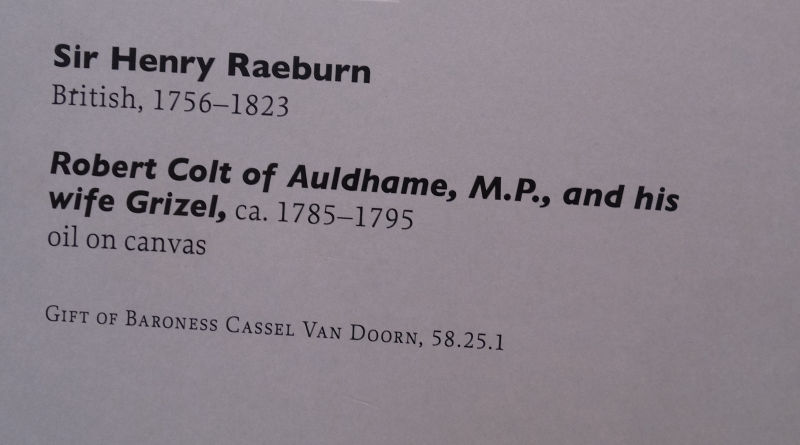 Sir Henry Raeburn
British, 1756–1823
Robert Colt of Auldhame, M.P., and his
wife Grizel, ca. 1785–1795
oil on canvas
Gift of Baroness Cassel Van Doorn, 58.25.1